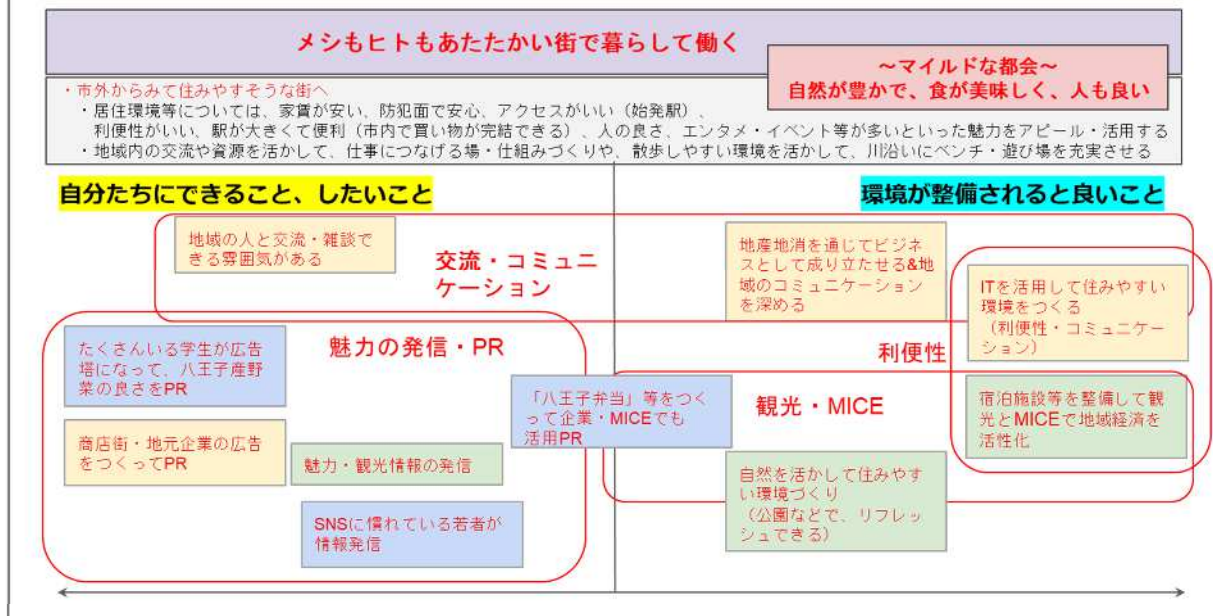 メシもヒトもあたたかい街で暮らして働く
～マイルドな都会～
自然が豊かで、食が美味しく、人も良い
・市外からみて住みやすそうな街へ
・居住環境等については、家賃が安い、防犯面で安心、アクセスがいい（始発駅）、
利便性がいい、駅が大きくて便利（市内で買い物が完結できる）、人の良さ、エンタメ・イベント等が多いといった魅力をアピール・活用する
・地域内の交流や資源を活かして、仕事につなげる場・仕組みづくりや、散歩しやすい環境を活かして、川沿いにベンチ・遊び場を充実させる
自分たちにできること、したいこと
環境が整備されると良いこと
地域の人と交流・雑談で
きる雰囲気がある
交流・コミュニ
ケーション
地産地消を通じてビジネ
スとして成り立たせる&地
域のコミュニケーション
を深める
ITを活用して住みやすい
環境をつくる
（利便性・コミュニケー
ション）
たくさんいる学生が広告
塔になって、八王子産野
菜の良さをPR
魅力の発信・PR
利便性
「八王子弁当」等をつく
って企業・MICEでも
活用PR
観光・MICE
宿泊施設等を整備して観
光とMICEで地域経済を
活性化
商店街・地元企業の広告
をつくってPR
魅力・観光情報の発信
自然を活かして住みやす
い環境づくり
（公園などで、リフレッ
シュできる）
SNSに慣れている若者が
情報発信